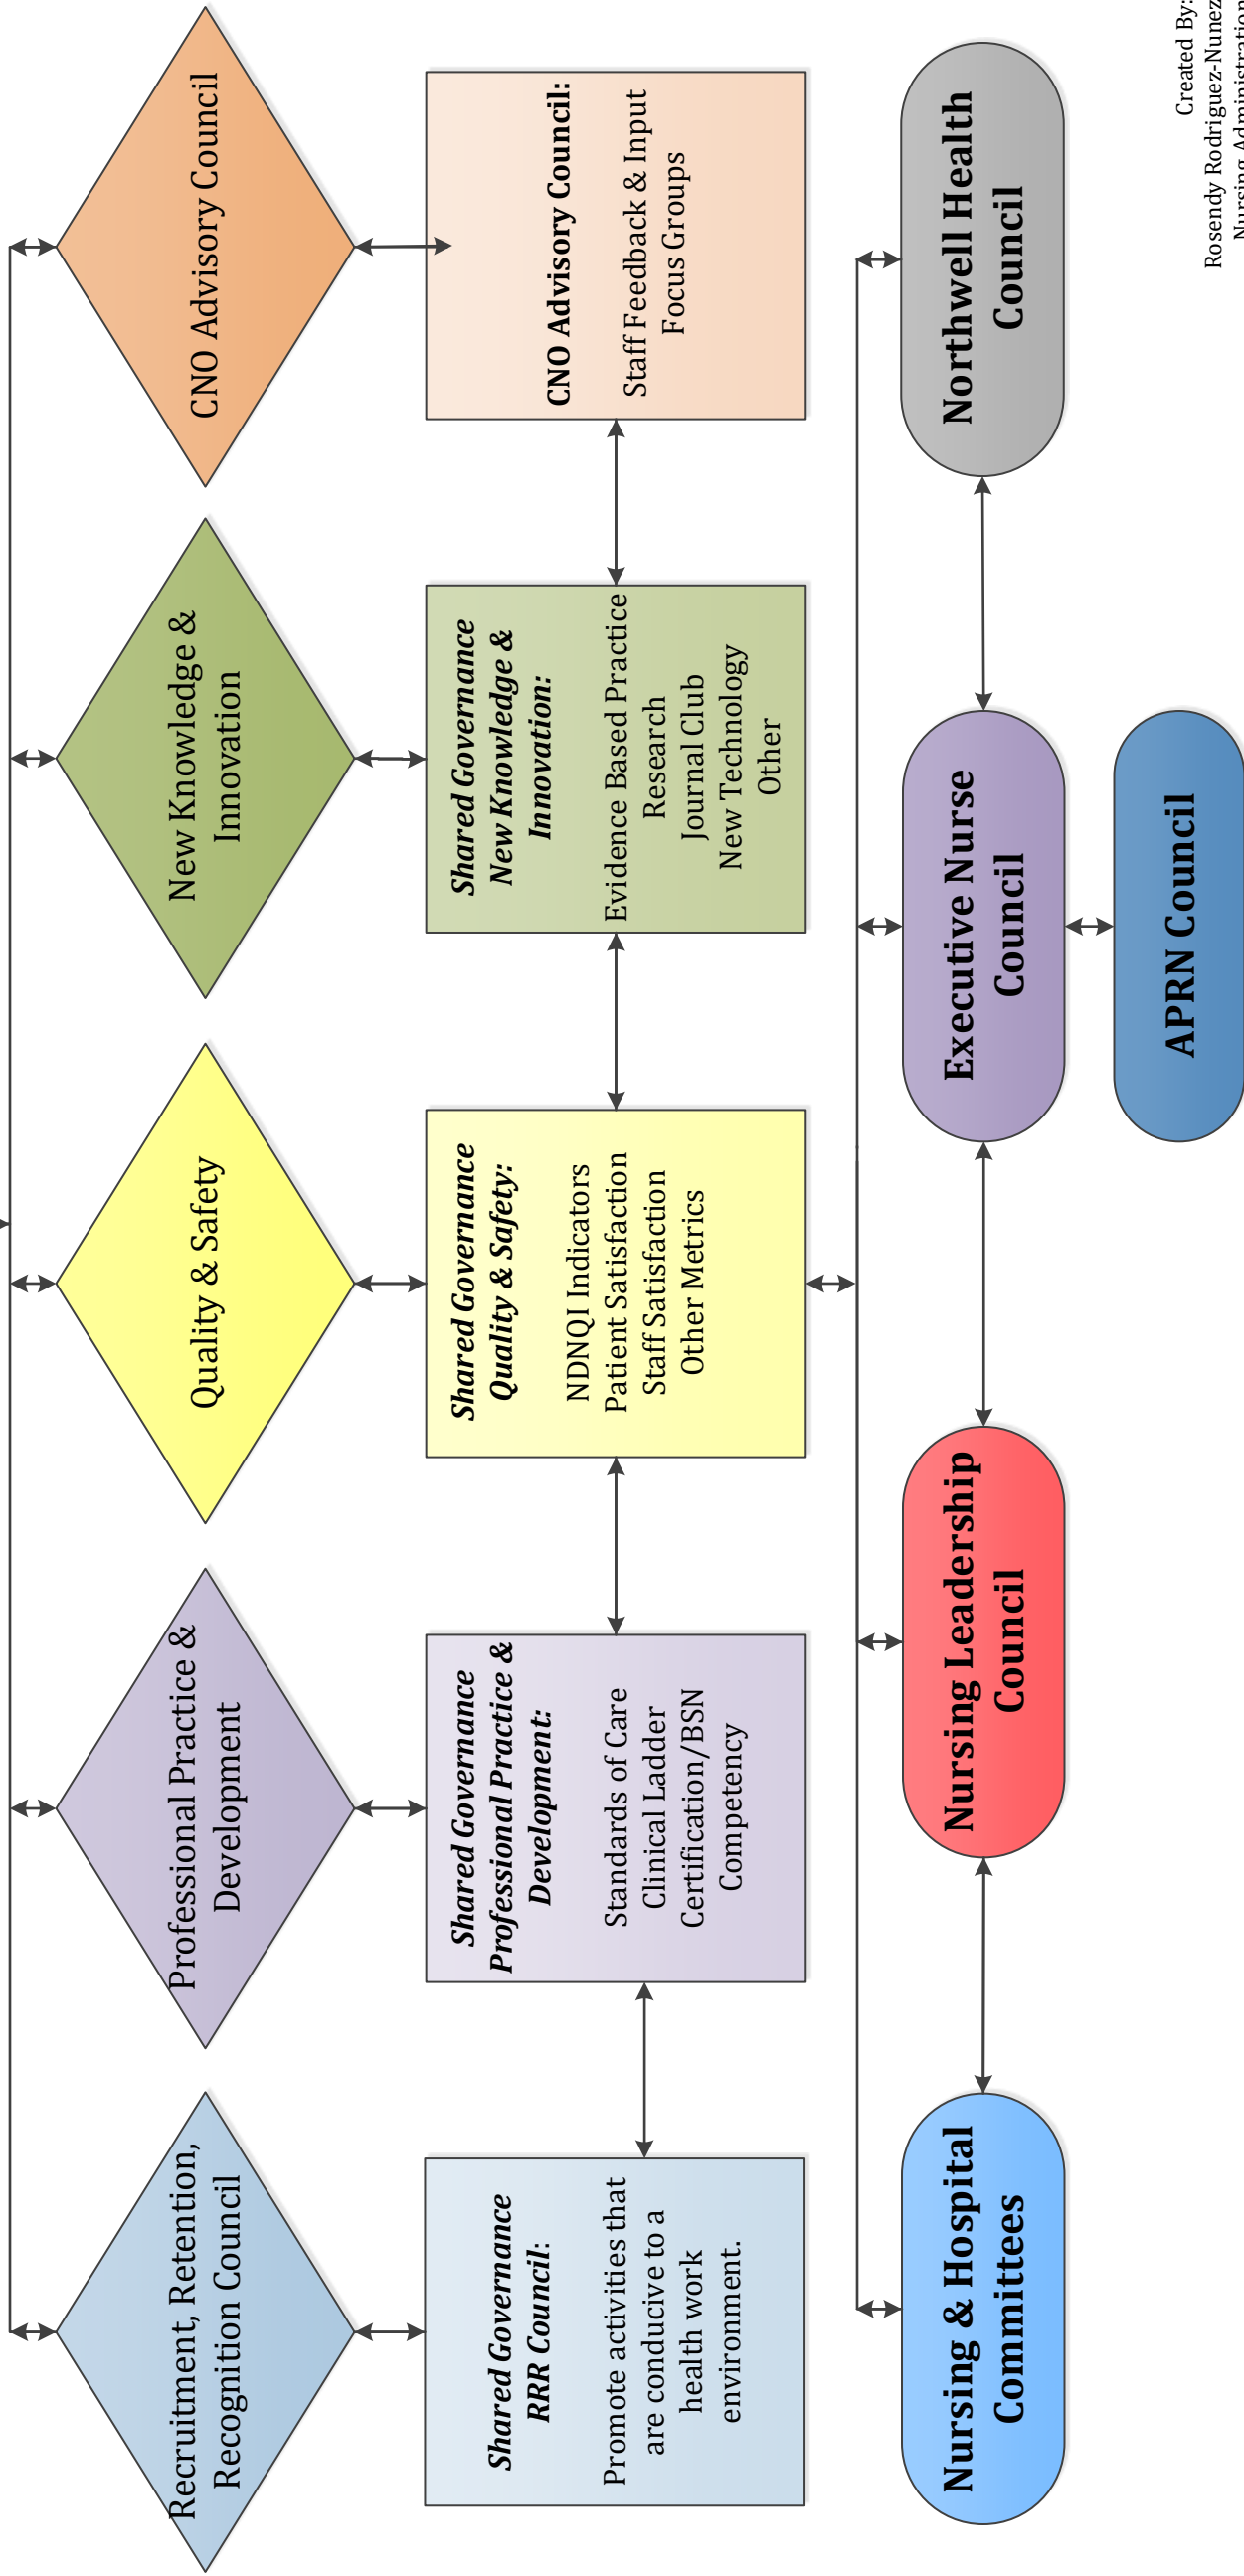 Recruitment, Retention,
Recognition Council
Professional Practice &
Development
Quality & Safety
New Knowledge &
Innovation
CNO Advisory Council
Shared Governance
RRR Council:
Promote activities that
are conducive to a
health work
environment.
Shared Governance
Professional Practice &
Development:
Standards of Care
Clinical Ladder
Certification/BSN
Competency
Shared Governance
Quality & Safety:
NDNQI Indicators
Patient Satisfaction
Staff Satisfaction
Other Metrics
Shared Governance
New Knowledge &
Innovation:
Evidence Based Practice
Research
Journal Club
New Technology
Other
CNO Advisory Council:
Staff Feedback & Input
Focus Groups
Nursing & Hospital
Committees
Nursing Leadership
Council
Executive Nurse
Council
Northwell Health
Council
APRN Council
Created By:
Rosendy Rodriguez-Nunez
Nursing Administration